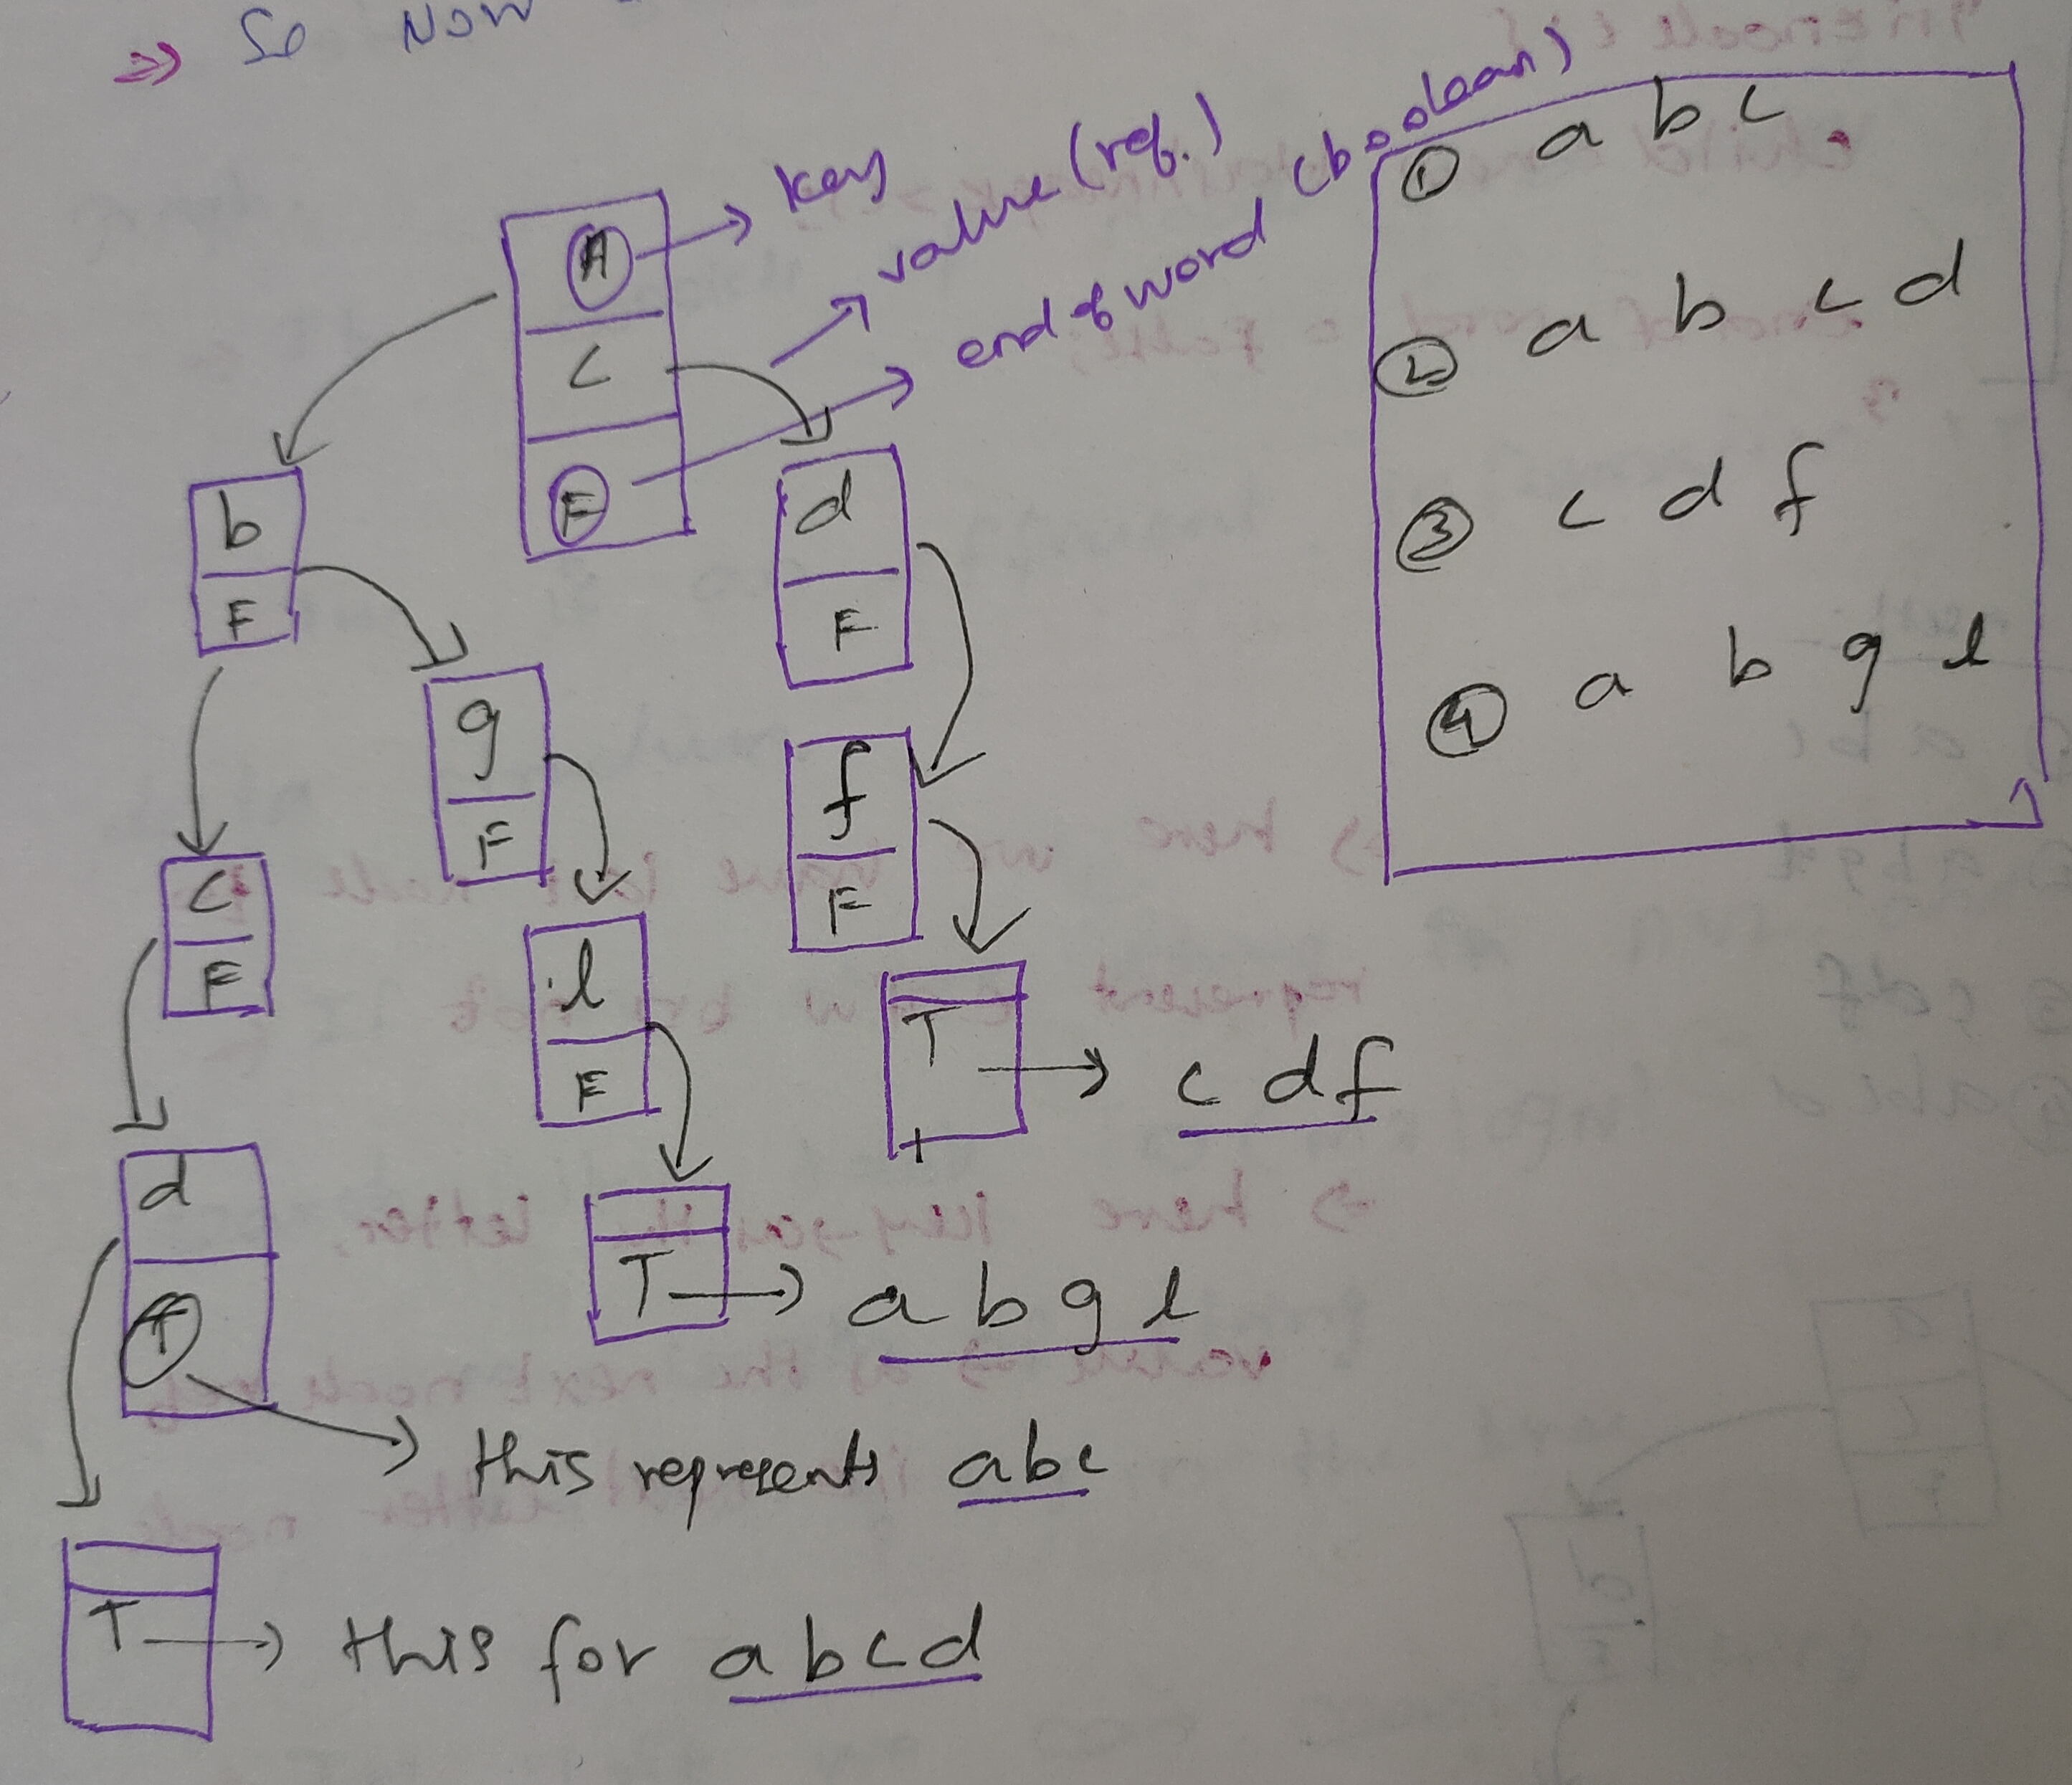 ⇒ So Now
A → key
value (ref.)
end of word (boolean)
C
F
① a b c
② a b c d
③ c d f
④ a b g l
b
F
d
F
g
F
f
F
c
F
l
F
T → c d f
d
T → this represents abc
T → a b g l
T → this for abcd